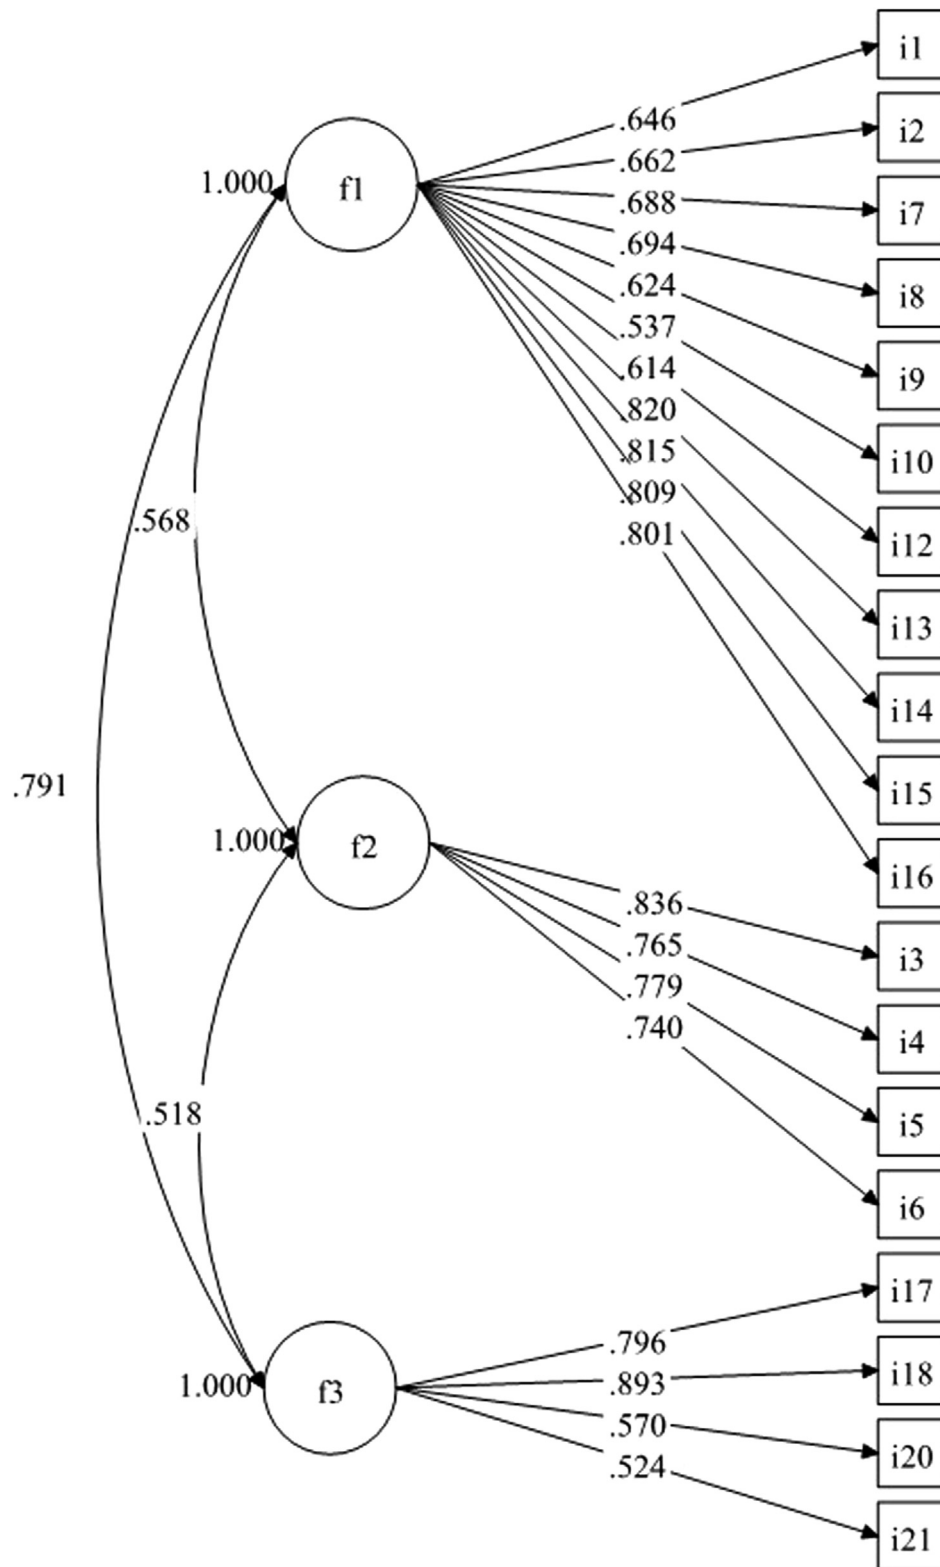 i1
.646
i2
.662
1.000
f1
.688
i7
.694
i8
.624
i9
.537
.614
i10
.820
.815
.809
i12
.568
.801
i13
i14
.791
i15
1.000
f2
i16
.836
i3
.765
.779
i4
.740
.518
i5
i6
i17
.796
i18
1.000
f3
.893
.570
i20
.524
i21